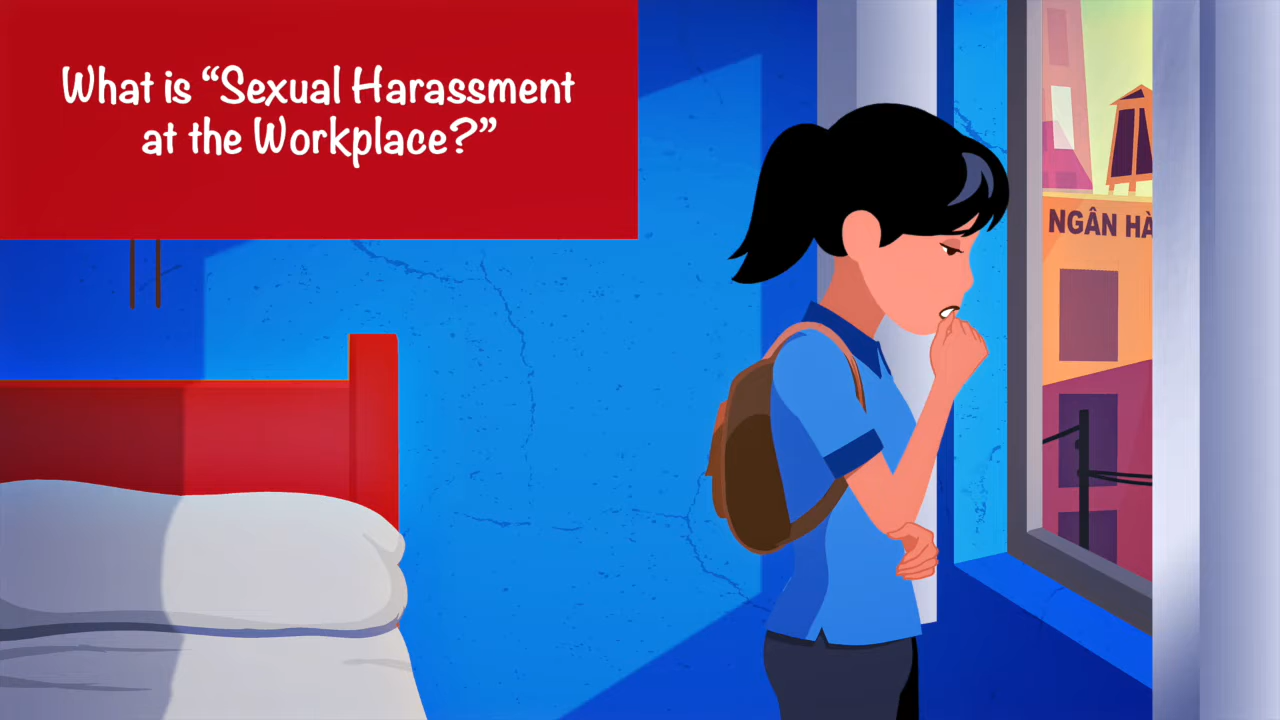 What is “Sexual Harassment
at the Workplace?”
NGÂN HÀ